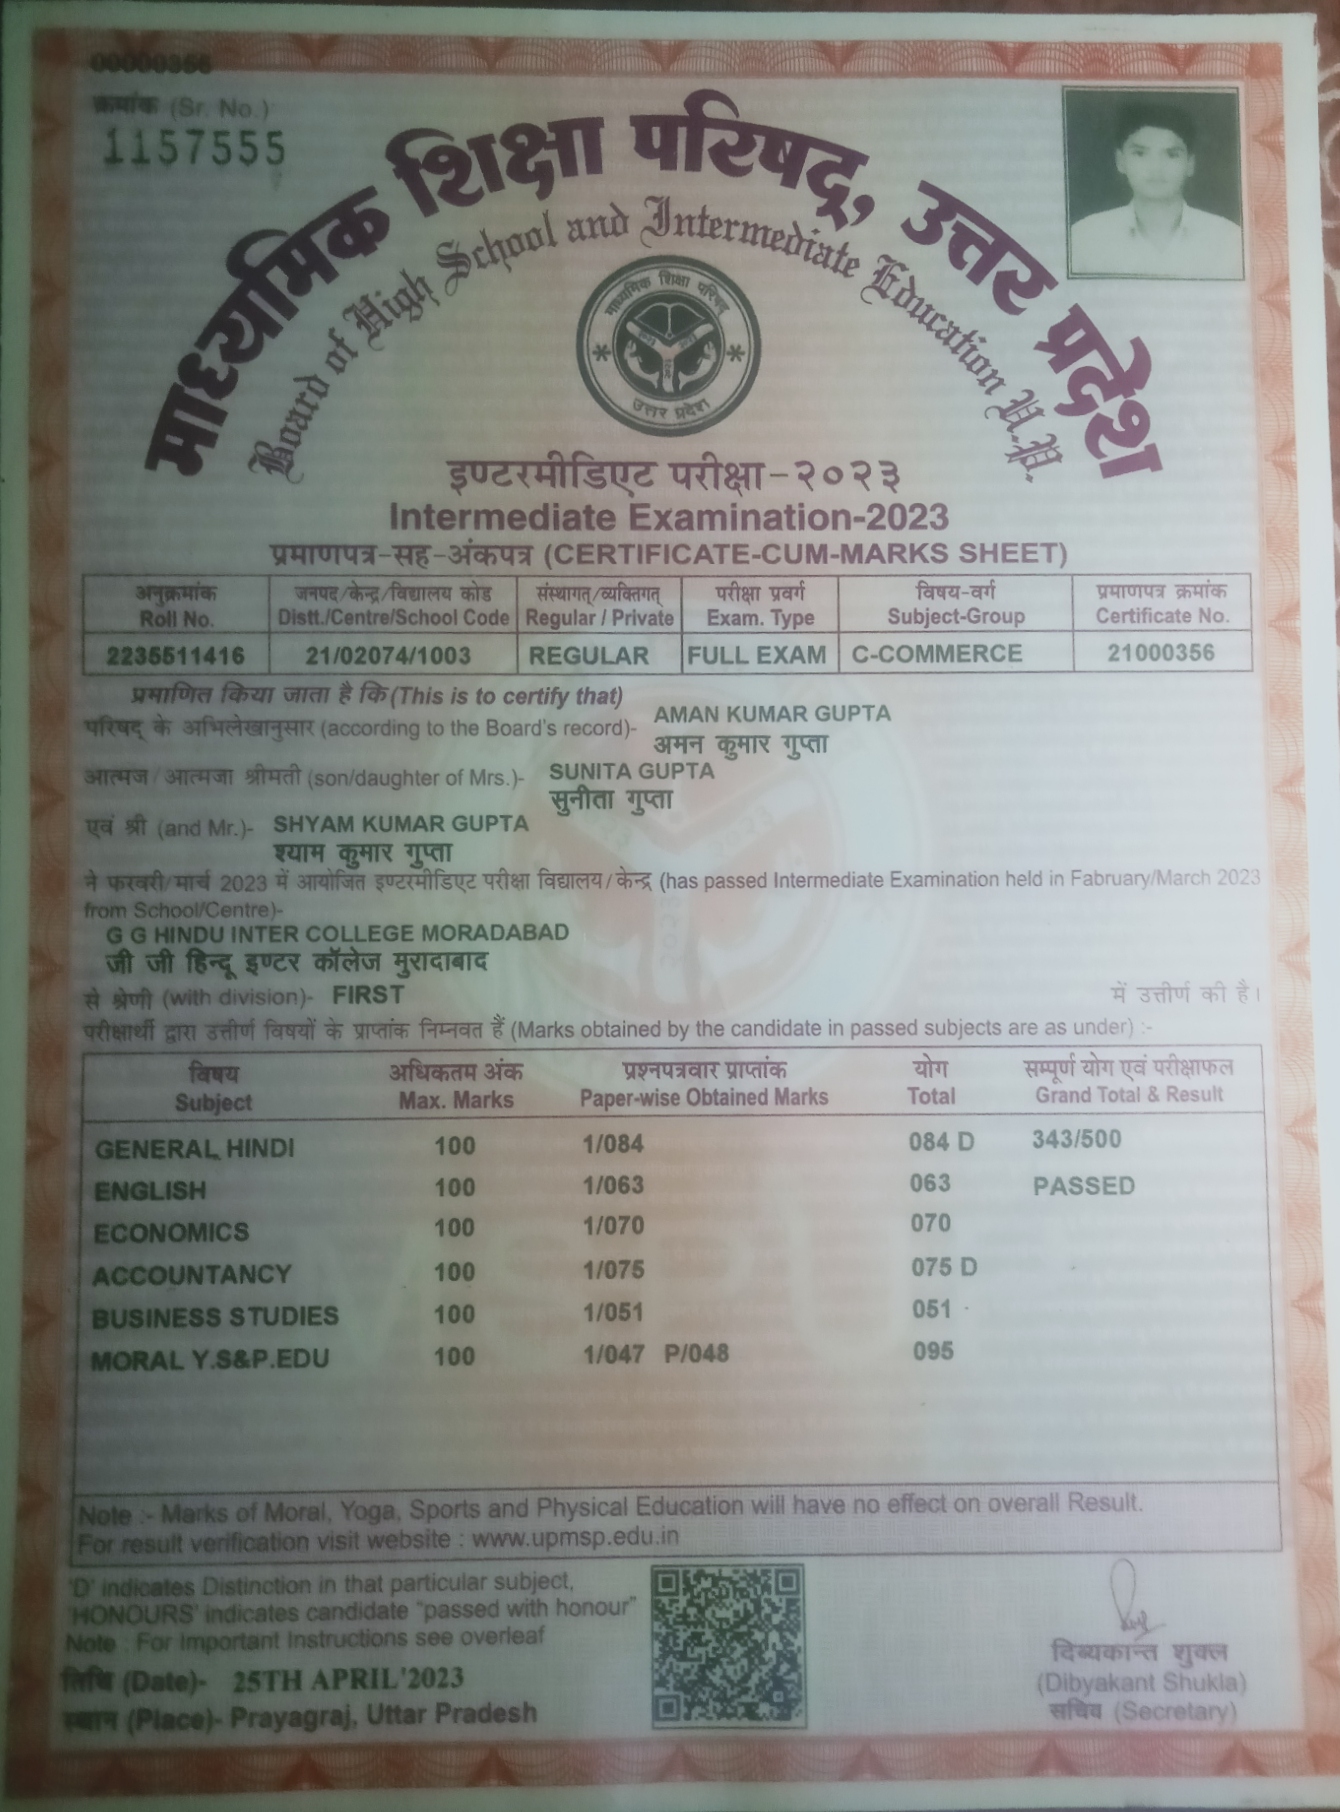 00000356
क्रमांक (Sr. No.)
1157555
माध्यमिक शिक्षा परिषद्, उत्तर प्रदेश
Board of High School and Intermediate Education U.P.
माध्यमिक शिक्षा परिषद्
उत्तर प्रदेश
इण्टरमीडिएट परीक्षा-२०२३
Intermediate Examination-2023
प्रमाणपत्र-सह-अंकपत्र (CERTIFICATE-CUM-MARKS SHEET)
अनुक्रमांक जनपद/केन्द्र/विद्यालय कोड संस्थागत्/व्यक्तिगत् परीक्षा प्रवर्ग विषय-वर्ग प्रमाणपत्र क्रमांक
Roll No. Distt./Centre/School Code Regular / Private Exam. Type Subject-Group Certificate No.
2235511416 21/02074/1003 REGULAR FULL EXAM C-COMMERCE 21000356
प्रमाणित किया जाता है कि (This is to certify that)
परिषद् के अभिलेखानुसार (according to the Board's record)- AMAN KUMAR GUPTA
अमन कुमार गुप्ता
आत्मज/आत्मजा श्रीमती (son/daughter of Mrs.)- SUNITA GUPTA
सुनीता गुप्ता
एवं श्री (and Mr.)- SHYAM KUMAR GUPTA
श्याम कुमार गुप्ता
ने फरवरी/मार्च 2023 में आयोजित इण्टरमीडिएट परीक्षा विद्यालय/केन्द्र (has passed Intermediate Examination held in Fabruary/March 2023
from School/Centre)-
G G HINDU INTER COLLEGE MORADABAD
जी जी हिन्दू इण्टर कॉलेज मुरादाबाद
से श्रेणी (with division)- FIRST में उत्तीर्ण की है।
परीक्षार्थी द्वारा उत्तीर्ण विषयों के प्राप्तांक निम्नवत हैं (Marks obtained by the candidate in passed subjects are as under) :-
विषय अधिकतम अंक प्रश्नपत्रवार प्राप्तांक योग सम्पूर्ण योग एवं परीक्षाफल
Subject Max. Marks Paper-wise Obtained Marks Total Grand Total & Result
GENERAL HINDI 100 1/084 084 D 343/500
ENGLISH 100 1/063 063 PASSED
ECONOMICS 100 1/070 070
ACCOUNTANCY 100 1/075 075 D
BUSINESS STUDIES 100 1/051 051
MORAL Y.S&P.EDU 100 1/047 P/048 095
Note :- Marks of Moral, Yoga, Sports and Physical Education will have no effect on overall Result.
For result verification visit website : www.upmsp.edu.in
'D' indicates Distinction in that particular subject,
'HONOURS' indicates candidate "passed with honour"
Note : For Important Instructions see overleaf
तिथि (Date)- 25TH APRIL'2023
स्थान (Place)- Prayagraj, Uttar Pradesh
दिब्यकान्त शुक्ल
(Dibyakant Shukla)
सचिव (Secretary)